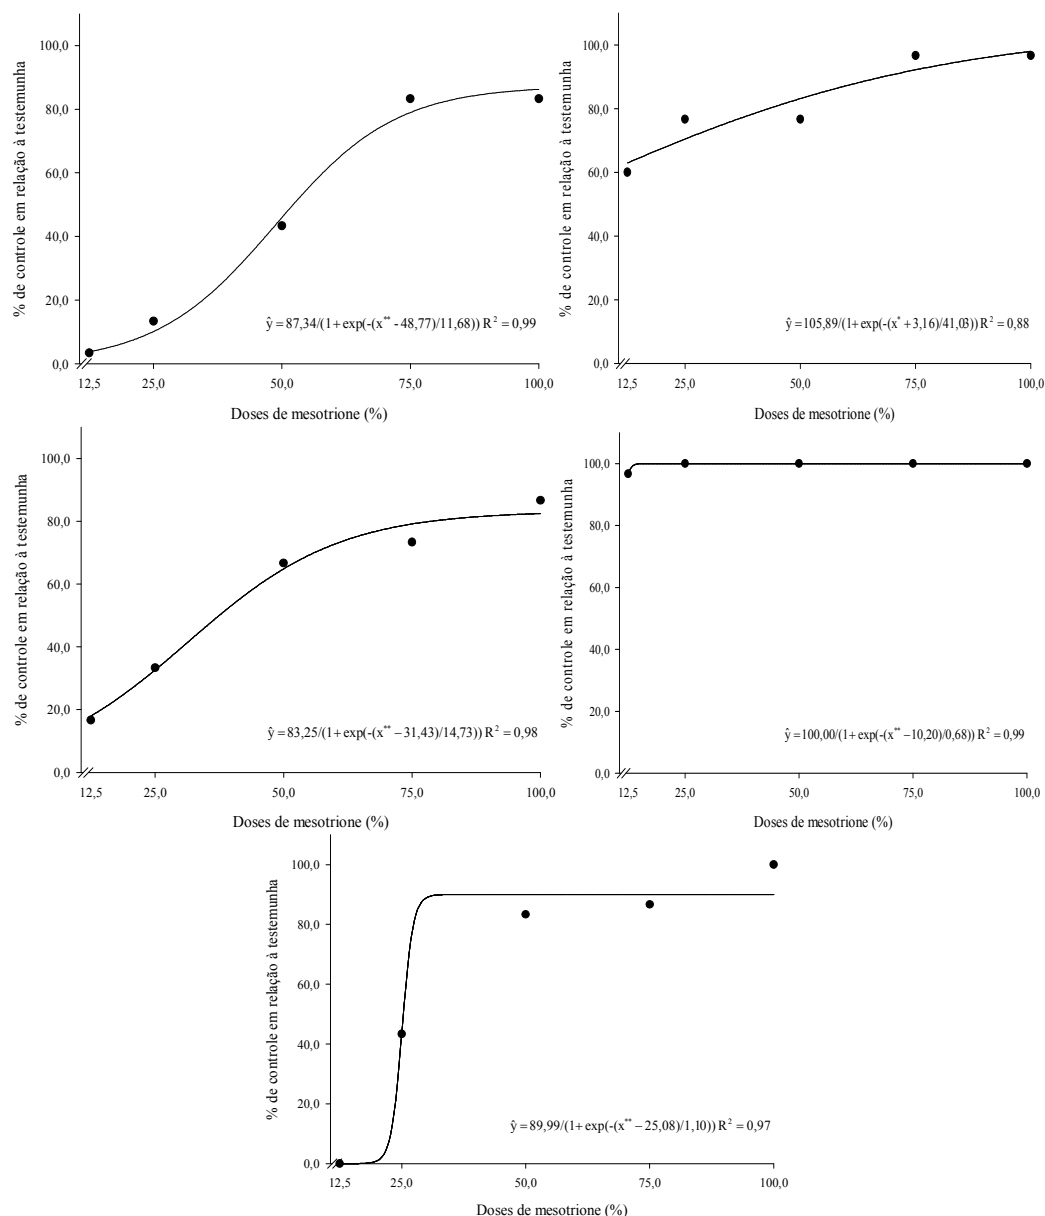 % de controle em relação à testemunha
100,0
80,0
60,0
40,0
20,0
0,0
ŷ = 87,34/(1+exp(-(x** - 48,77)/11,68)) R² = 0,99
12,5 25,0 50,0 75,0 100,0
Doses de mesotrione (%)
% de controle em relação à testemunha
100,0
80,0
60,0
40,0
20,0
0,0
ŷ = 105,89/(1+exp(-(x* +3,16)/41,03)) R² = 0,88
12,5 25,0 50,0 75,0 100,0
Doses de mesotrione (%)
% de controle em relação à testemunha
100,0
80,0
60,0
40,0
20,0
0,0
ŷ = 83,25/(1+exp(-(x** − 31,43)/14,73)) R² = 0,98
12,5 25,0 50,0 75,0 100,0
Doses de mesotrione (%)
% de controle em relação à testemunha
100,0
80,0
60,0
40,0
20,0
0,0
ŷ=100,00/(1+exp(-(x** −10,20)/0,68)) R² = 0,99
12,5 25,0 50,0 75,0 100,0
Doses de mesotrione (%)
% de controle em relação à testemunha
100,0
80,0
60,0
40,0
20,0
0,0
ŷ = 89,99/(1+exp(-(x** − 25,08)/1,10)) R² = 0,97
12,5 25,0 50,0 75,0 100,0
Doses de mesotrione (%)